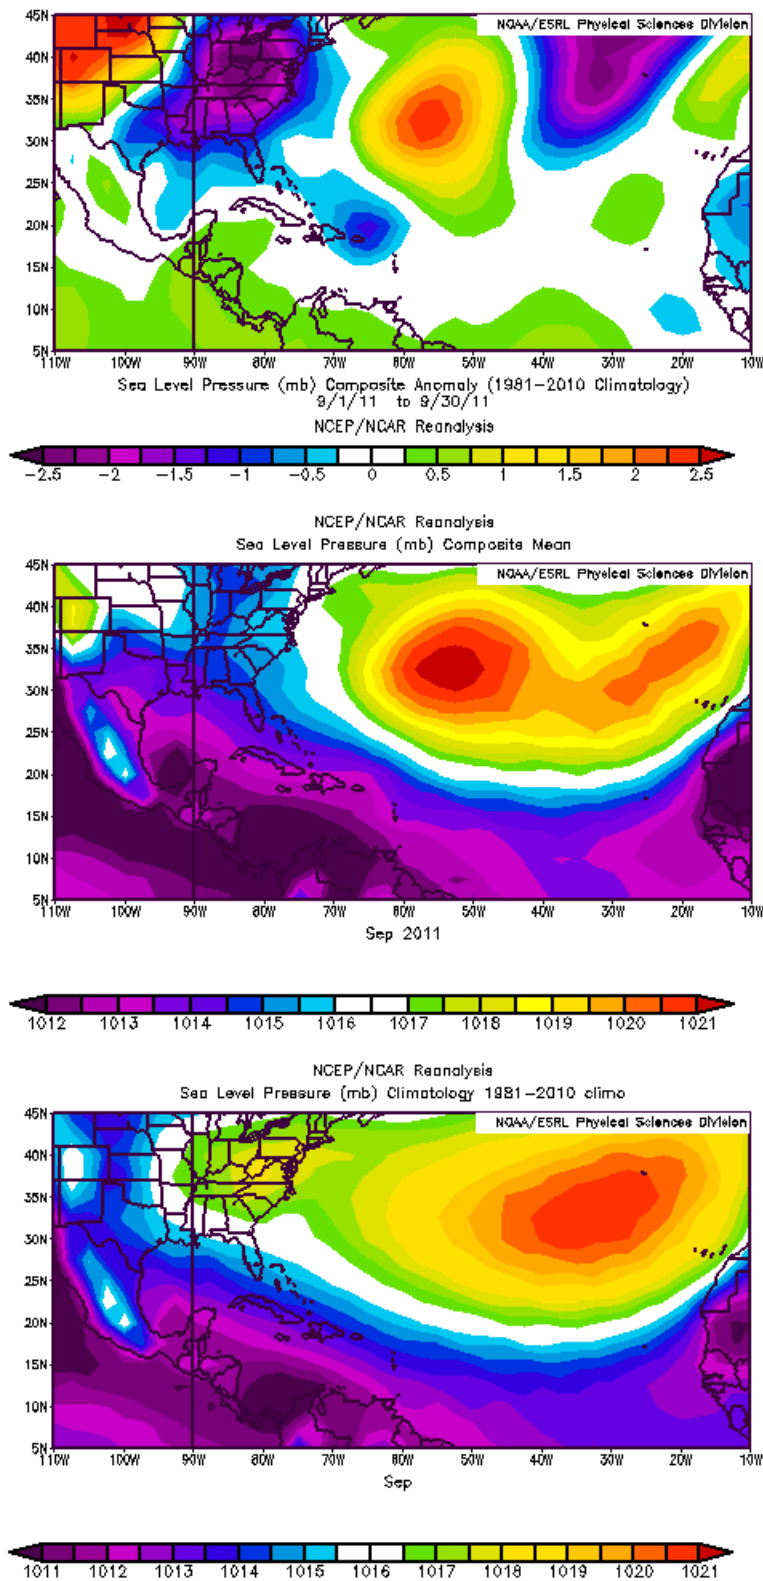 NOAA/ESRL Physical Sciences Division
45N
40N
35N
30N
25N
20N
15N
10N
5N
110W 100W 90W 80W 70W 60W 50W 40W 30W 20W 10W
Sea Level Pressure (mb) Composite Anomaly (1981-2010 Climatology)
9/1/11 to 9/30/11
NCEP/NCAR Reanalysis
-2.5 -2 -1.5 -1 -0.5 0 0.5 1 1.5 2 2.5
NCEP/NCAR Reanalysis
Sea Level Pressure (mb) Composite Mean
NOAA/ESRL Physical Sciences Division
45N
40N
35N
30N
25N
20N
15N
10N
5N
110W 100W 90W 80W 70W 60W 50W 40W 30W 20W 10W
Sep 2011
1012 1013 1014 1015 1016 1017 1018 1019 1020 1021
NCEP/NCAR Reanalysis
Sea Level Pressure (mb) Climatology 1981-2010 climo
NOAA/ESRL Physical Sciences Division
45N
40N
35N
30N
25N
20N
15N
10N
5N
110W 100W 90W 80W 70W 60W 50W 40W 30W 20W 10W
Sep
1011 1012 1013 1014 1015 1016 1017 1018 1019 1020 1021